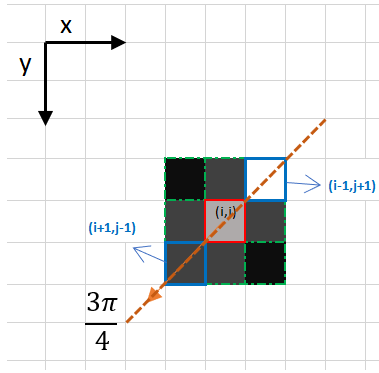 x
y
(i-1,j+1)
(i,j)
(i+1,j-1)
3π
4